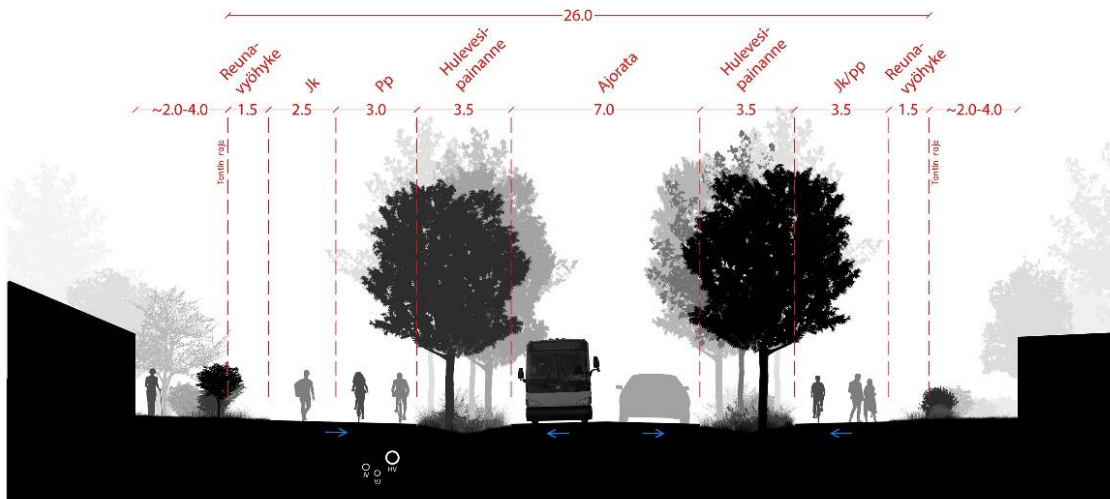 26.0
Reuna-
vyöhyke
Jk
Pp
Hulevesi-
painanne
Ajorata
Hulevesi-
painanne
Jk/pp
Reuna-
vyöhyke
~2.0-4.0 1.5 2.5 3.0 3.5 7.0 3.5 3.5 1.5 ~2.0-4.0
Tontin raja
Tontin raja
HV
JV